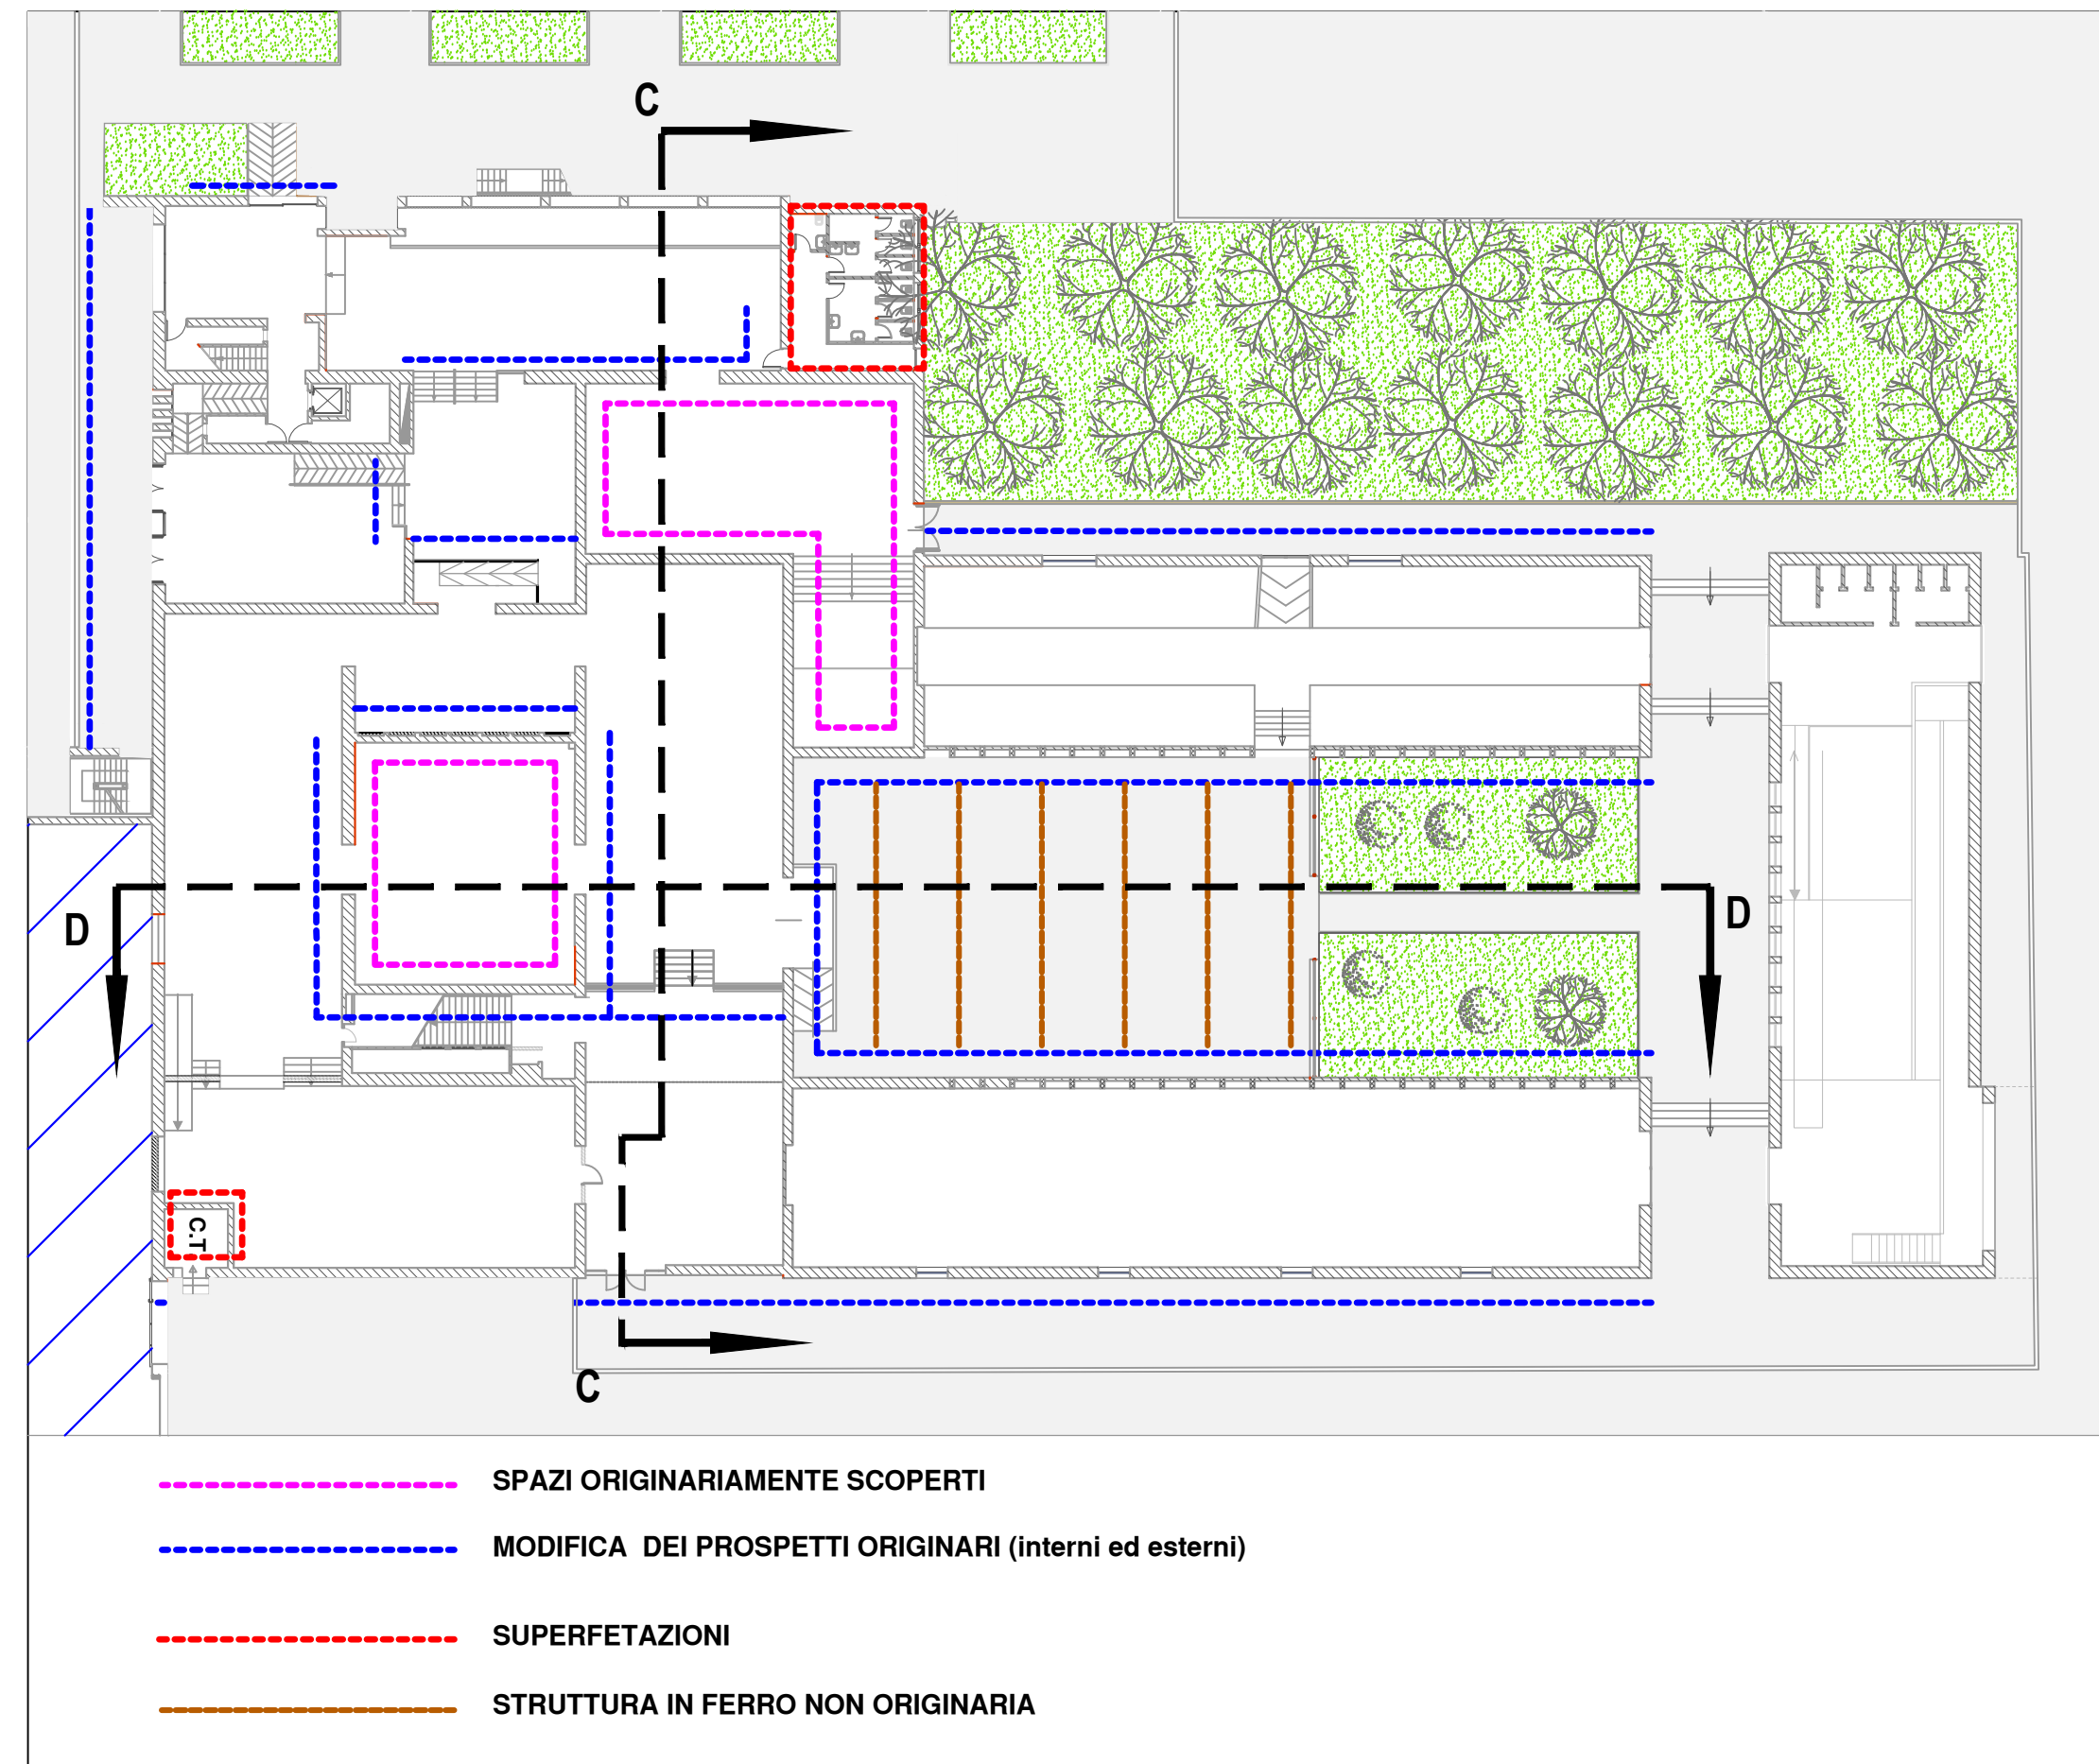 C
D
D
C.T
C
SPAZI ORIGINARIAMENTE SCOPERTI
MODIFICA DEI PROSPETTI ORIGINARI (interni ed esterni)
SUPERFETAZIONI
STRUTTURA IN FERRO NON ORIGINARIA